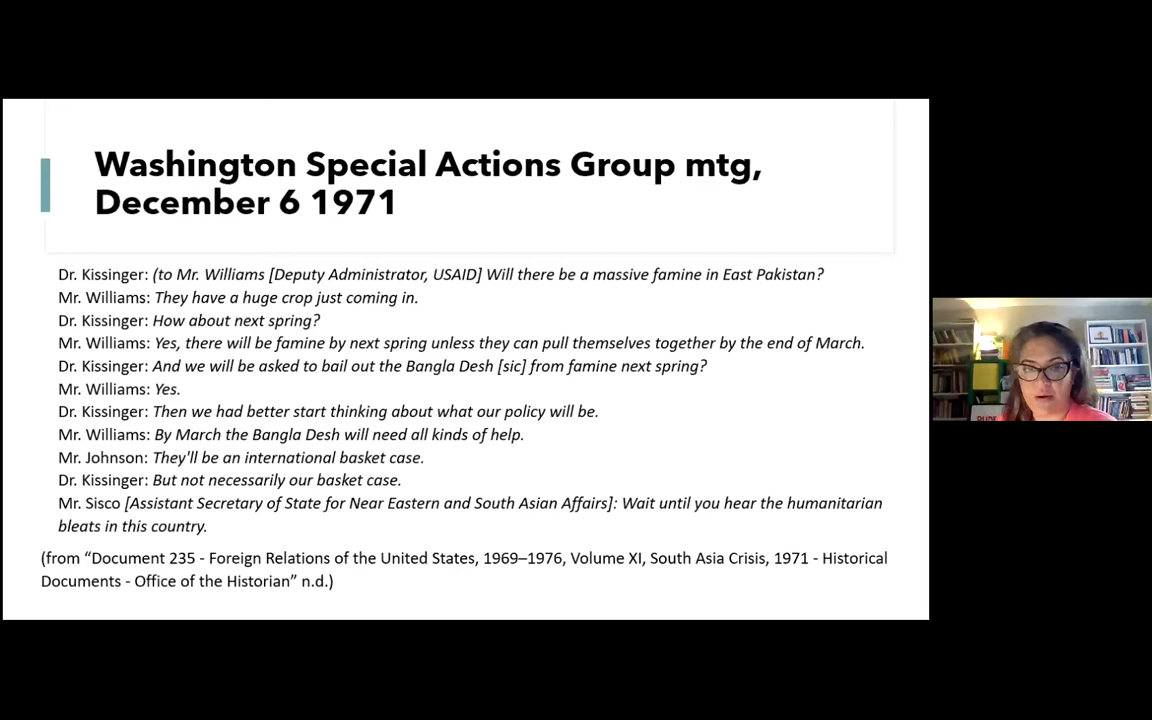 Washington Special Actions Group mtg,
December 6 1971
Dr. Kissinger: (to Mr. Williams [Deputy Administrator, USAID] Will there be a massive famine in East Pakistan?
Mr. Williams: They have a huge crop just coming in.
Dr. Kissinger: How about next spring?
Mr. Williams: Yes, there will be famine by next spring unless they can pull themselves together by the end of March.
Dr. Kissinger: And we will be asked to bail out the Bangla Desh [sic] from famine next spring?
Mr. Williams: Yes.
Dr. Kissinger: Then we had better start thinking about what our policy will be.
Mr. Williams: By March the Bangla Desh will need all kinds of help.
Mr. Johnson: They'll be an international basket case.
Dr. Kissinger: But not necessarily our basket case.
Mr. Sisco [Assistant Secretary of State for Near Eastern and South Asian Affairs]: Wait until you hear the humanitarian
bleats in this country.
(from “Document 235 - Foreign Relations of the United States, 1969–1976, Volume XI, South Asia Crisis, 1971 - Historical
Documents - Office of the Historian” n.d.)